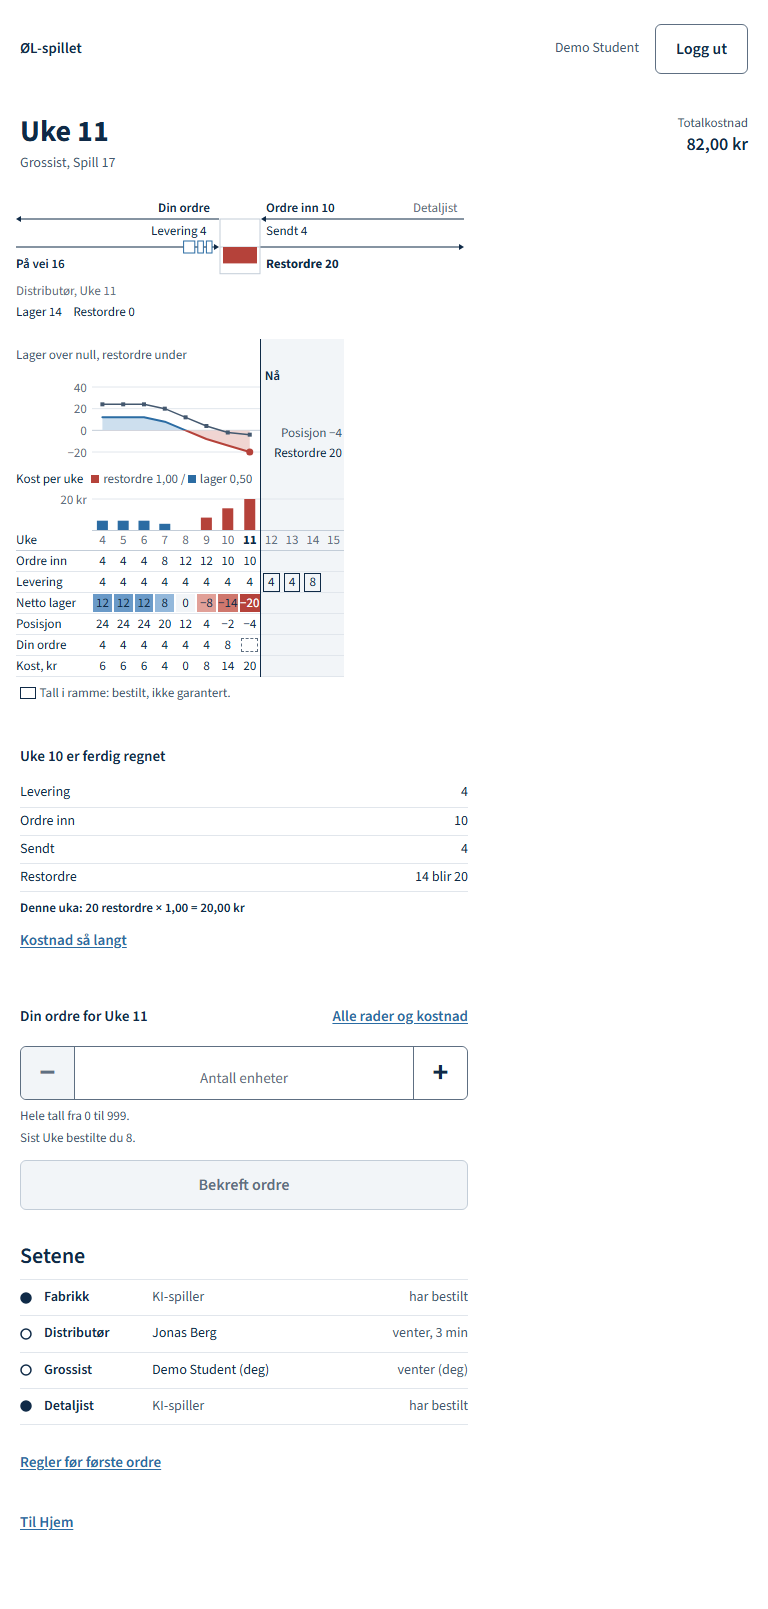 ØL-spillet
Demo Student
Logg ut
Uke 11
Totalkostnad
82,00 kr
Grossist, Spill 17
Din ordre
Ordre inn 10
Detaljist
Levering 4
Sendt 4
På vei 16
Restordre 20
Distributør, Uke 11
Lager 14 Restordre 0
Lager over null, restordre under
Nå
40
20
0
−20
Posisjon −4
Restordre 20
Kost per uke restordre 1,00 / lager 0,50
20 kr
Uke 4 5 6 7 8 9 10 11 12 13 14 15
Ordre inn 4 4 4 8 12 12 10 10
Levering 4 4 4 4 4 4 4 4 4 4 8
Netto lager 12 12 12 8 0 −8 −14 −20
Posisjon 24 24 24 20 12 4 −2 −4
Din ordre 4 4 4 4 4 4 8
Kost, kr 6 6 6 4 0 8 14 20
Tall i ramme: bestilt, ikke garantert.
Uke 10 er ferdig regnet
Levering 4
Ordre inn 10
Sendt 4
Restordre 14 blir 20
Denne uka: 20 restordre × 1,00 = 20,00 kr
Kostnad så langt
Din ordre for Uke 11
Alle rader og kostnad
− Antall enheter +
Hele tall fra 0 til 999.
Sist Uke bestilte du 8.
Bekreft ordre
Setene
Fabrikk KI-spiller har bestilt
Distributør Jonas Berg venter, 3 min
Grossist Demo Student (deg) venter (deg)
Detaljist KI-spiller har bestilt
Regler før første ordre
Til Hjem